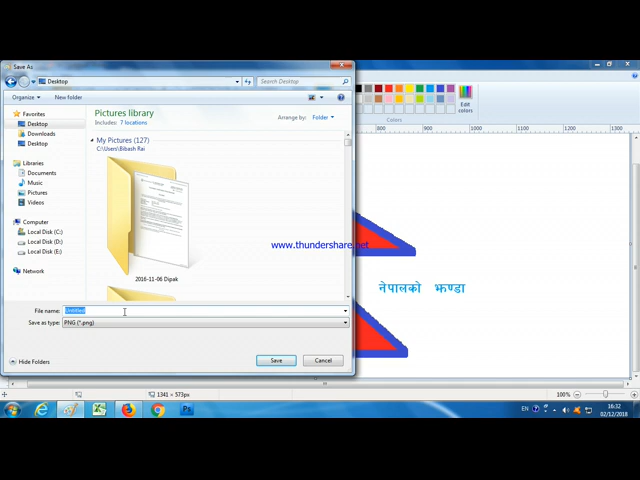 Save As
Desktop
Search Desktop
Organize
New folder
Favorites
Desktop
Downloads
Desktop
Libraries
Documents
Music
Pictures
Videos
Computer
Local Disk (C:)
Local Disk (D:)
Local Disk (E:)
Network
Pictures library
Includes: 7 locations
Arrange by: Folder
My Pictures (127)
C:\Users\Bibash Rai
2016-11-06 Dipak
File name: Untitled
Save as type: PNG (*.png)
Hide Folders
Save
Cancel
Edit
colors
Colors
800
900
1000
1100
1200
1300
www.thundershare.net
नेपालको झण्डा
1341 × 573px
100%
EN
16:32
02/12/2018